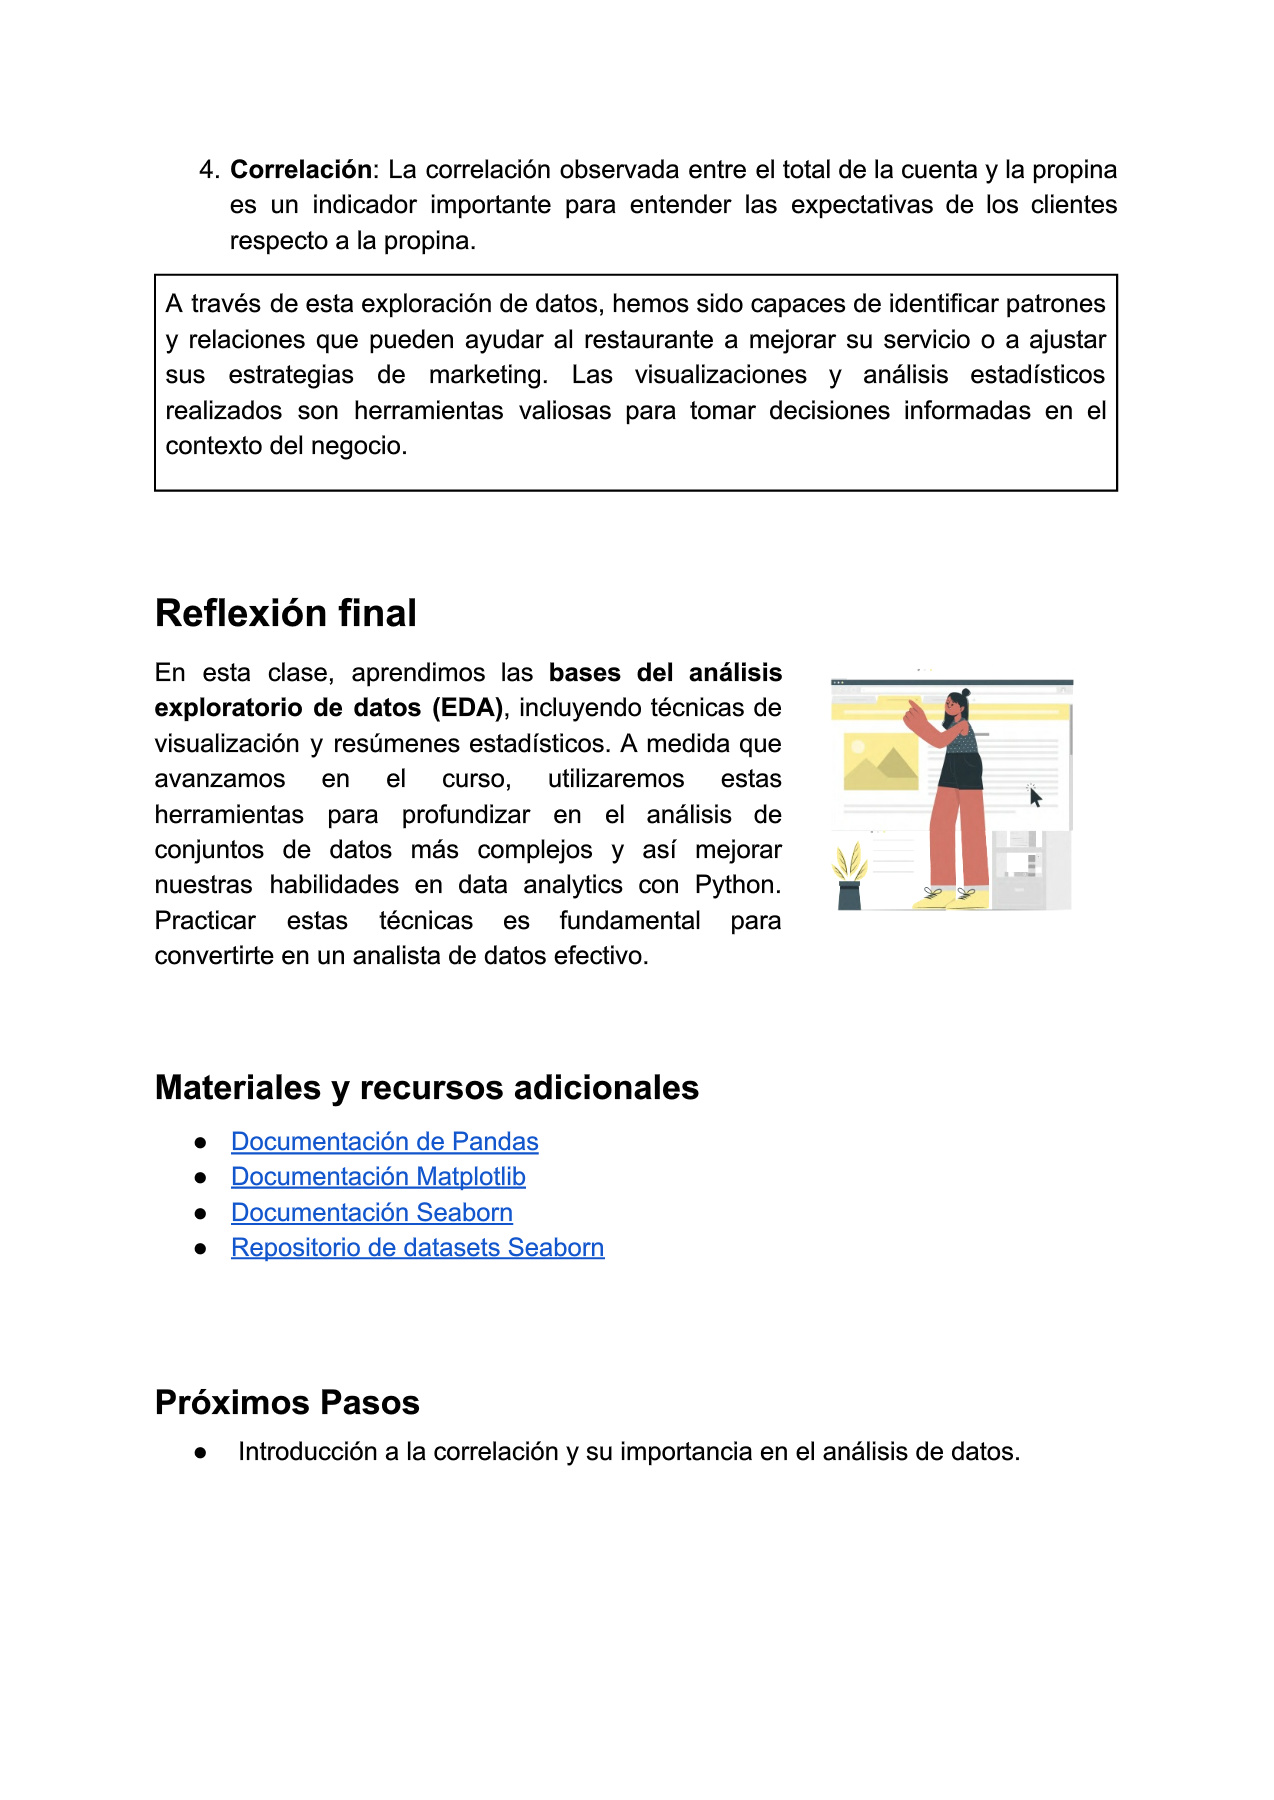 4. Correlación: La correlación observada entre el total de la cuenta y la propina
es un indicador importante para entender las expectativas de los clientes
respecto a la propina.
A través de esta exploración de datos, hemos sido capaces de identificar patrones
y relaciones que pueden ayudar al restaurante a mejorar su servicio o a ajustar
sus estrategias de marketing. Las visualizaciones y análisis estadísticos
realizados son herramientas valiosas para tomar decisiones informadas en el
contexto del negocio.
Reflexión final
En esta clase, aprendimos las bases del análisis
exploratorio de datos (EDA), incluyendo técnicas de
visualización y resúmenes estadísticos. A medida que
avanzamos en el curso, utilizaremos estas
herramientas para profundizar en el análisis de
conjuntos de datos más complejos y así mejorar
nuestras habilidades en data analytics con Python.
Practicar estas técnicas es fundamental para
convertirte en un analista de datos efectivo.
Materiales y recursos adicionales
● Documentación de Pandas
● Documentación Matplotlib
● Documentación Seaborn
● Repositorio de datasets Seaborn
Próximos Pasos
● Introducción a la correlación y su importancia en el análisis de datos.